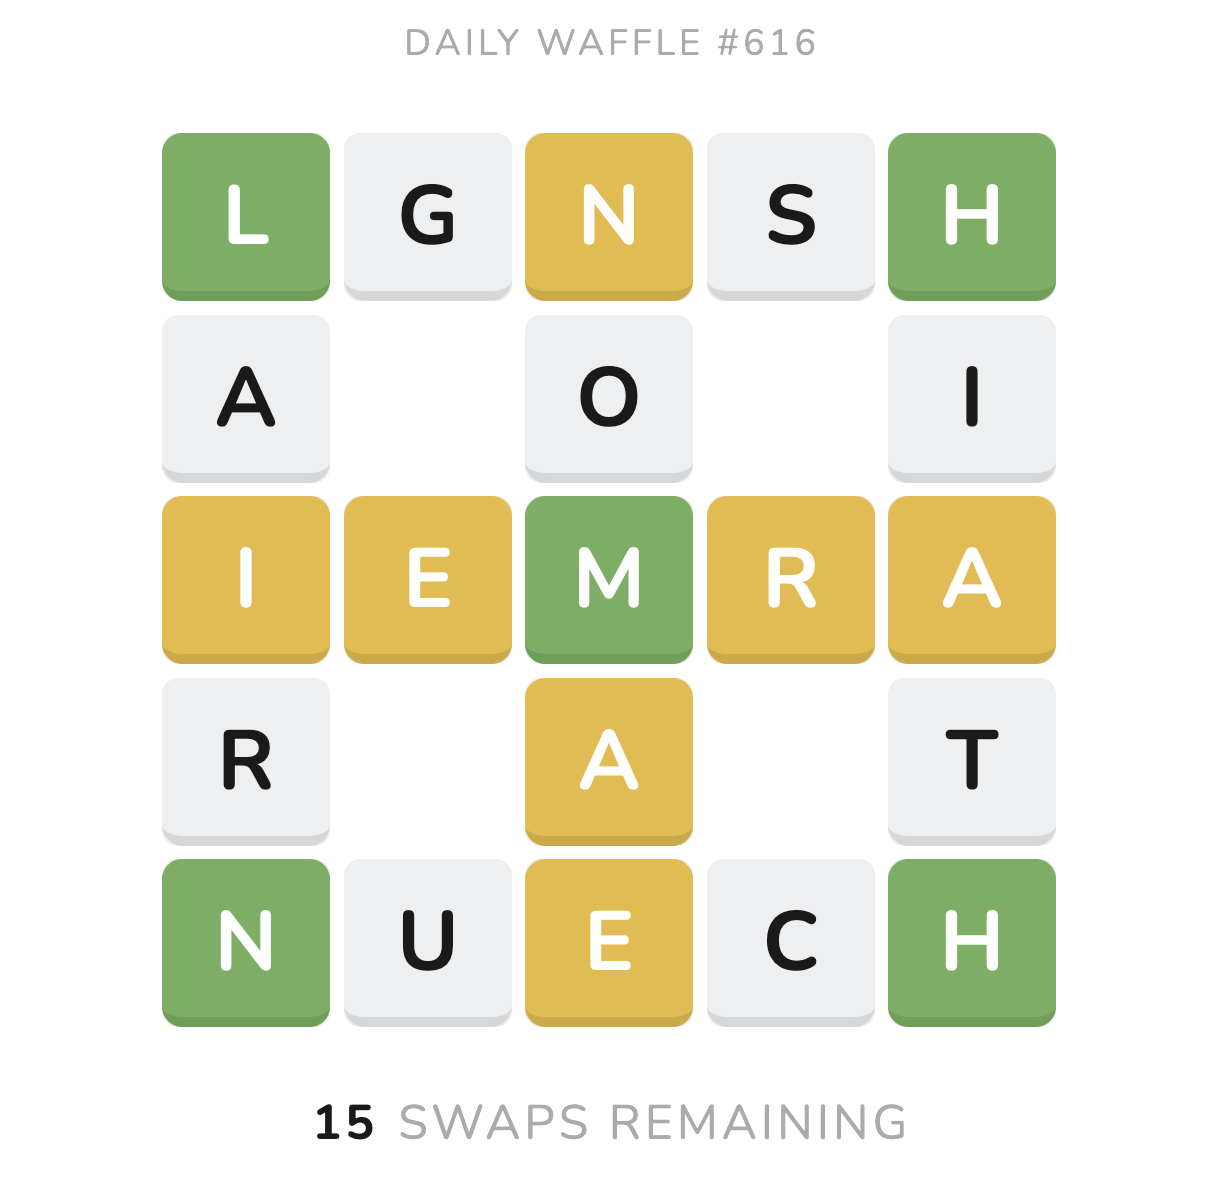 DAILY WAFFLE #616
L G N S H
A O I
I E M R A
R A T
N U E C H
15 SWAPS REMAINING